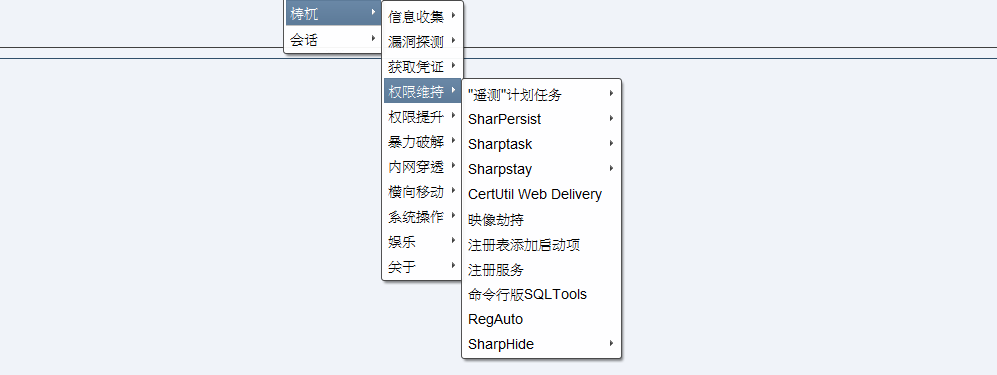 梼杌
会话
信息收集
漏洞探测
获取凭证
权限维持
权限提升
暴力破解
内网穿透
横向移动
系统操作
娱乐
关于
"遥测"计划任务
SharPersist
Sharptask
Sharpstay
CertUtil Web Delivery
映像劫持
注册表添加启动项
注册服务
命令行版SQLTools
RegAuto
SharpHide